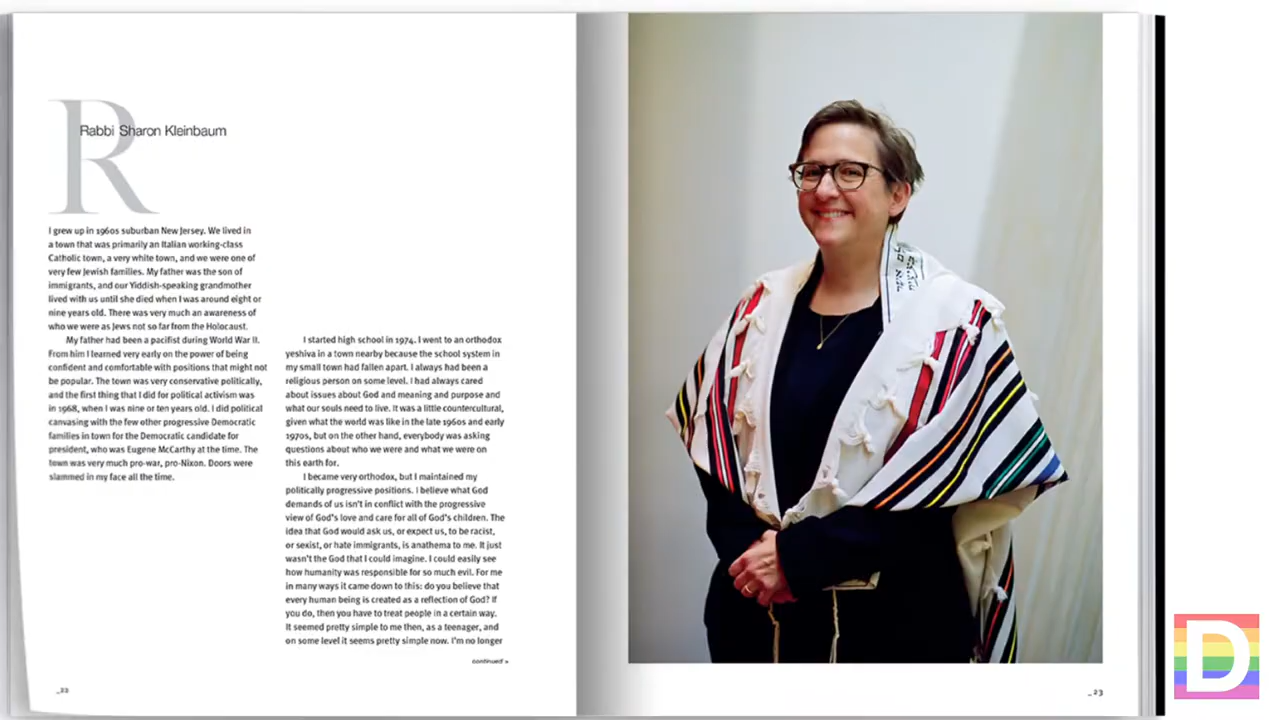 R
Rabbi Sharon Kleinbaum
I grew up in 1960s suburban New Jersey. We lived in
a town that was primarily an Italian working-class
Catholic town, a very white town, and we were one of
very few Jewish families. My father was the son of
immigrants, and our Yiddish-speaking grandmother
lived with us until she died when I was around eight or
nine years old. There was very much an awareness of
who we were as Jews not so far from the Holocaust.
My father had been a pacifist during World War II.
From him I learned very early on the power of being
confident and comfortable with positions that might not
be popular. The town was very conservative politically,
and the first thing that I did for political activism was
in 1968, when I was nine or ten years old. I did political
canvasing with the few other progressive Democratic
families in town for the Democratic candidate for
president, who was Eugene McCarthy at the time. The
town was very much pro-war, pro-Nixon. Doors were
slammed in my face all the time.
I started high school in 1974. I went to an orthodox
yeshiva in a town nearby because the school system in
my small town had fallen apart. I always had been a
religious person on some level. I had always cared
about issues about God and meaning and purpose and
what our souls need to live. It was a little countercultural,
given what the world was like in the late 1960s and early
1970s, but on the other hand, everybody was asking
questions about who we were and what we were on
this earth for.
I became very orthodox, but I maintained my
politically progressive positions. I believe what God
demands of us isn't in conflict with the progressive
view of God's love and care for all of God's children. The
idea that God would ask us, or expect us, to be racist,
or sexist, or hate immigrants, is anathema to me. It just
wasn't the God that I could imagine. I could easily see
how humanity was responsible for so much evil. For me
in many ways it came down to this: do you believe that
every human being is created as a reflection of God? If
you do, then you have to treat people in a certain way.
It seemed pretty simple to me then, as a teenager, and
on some level it seems pretty simple now. I'm no longer
continued »
_22
_23
D